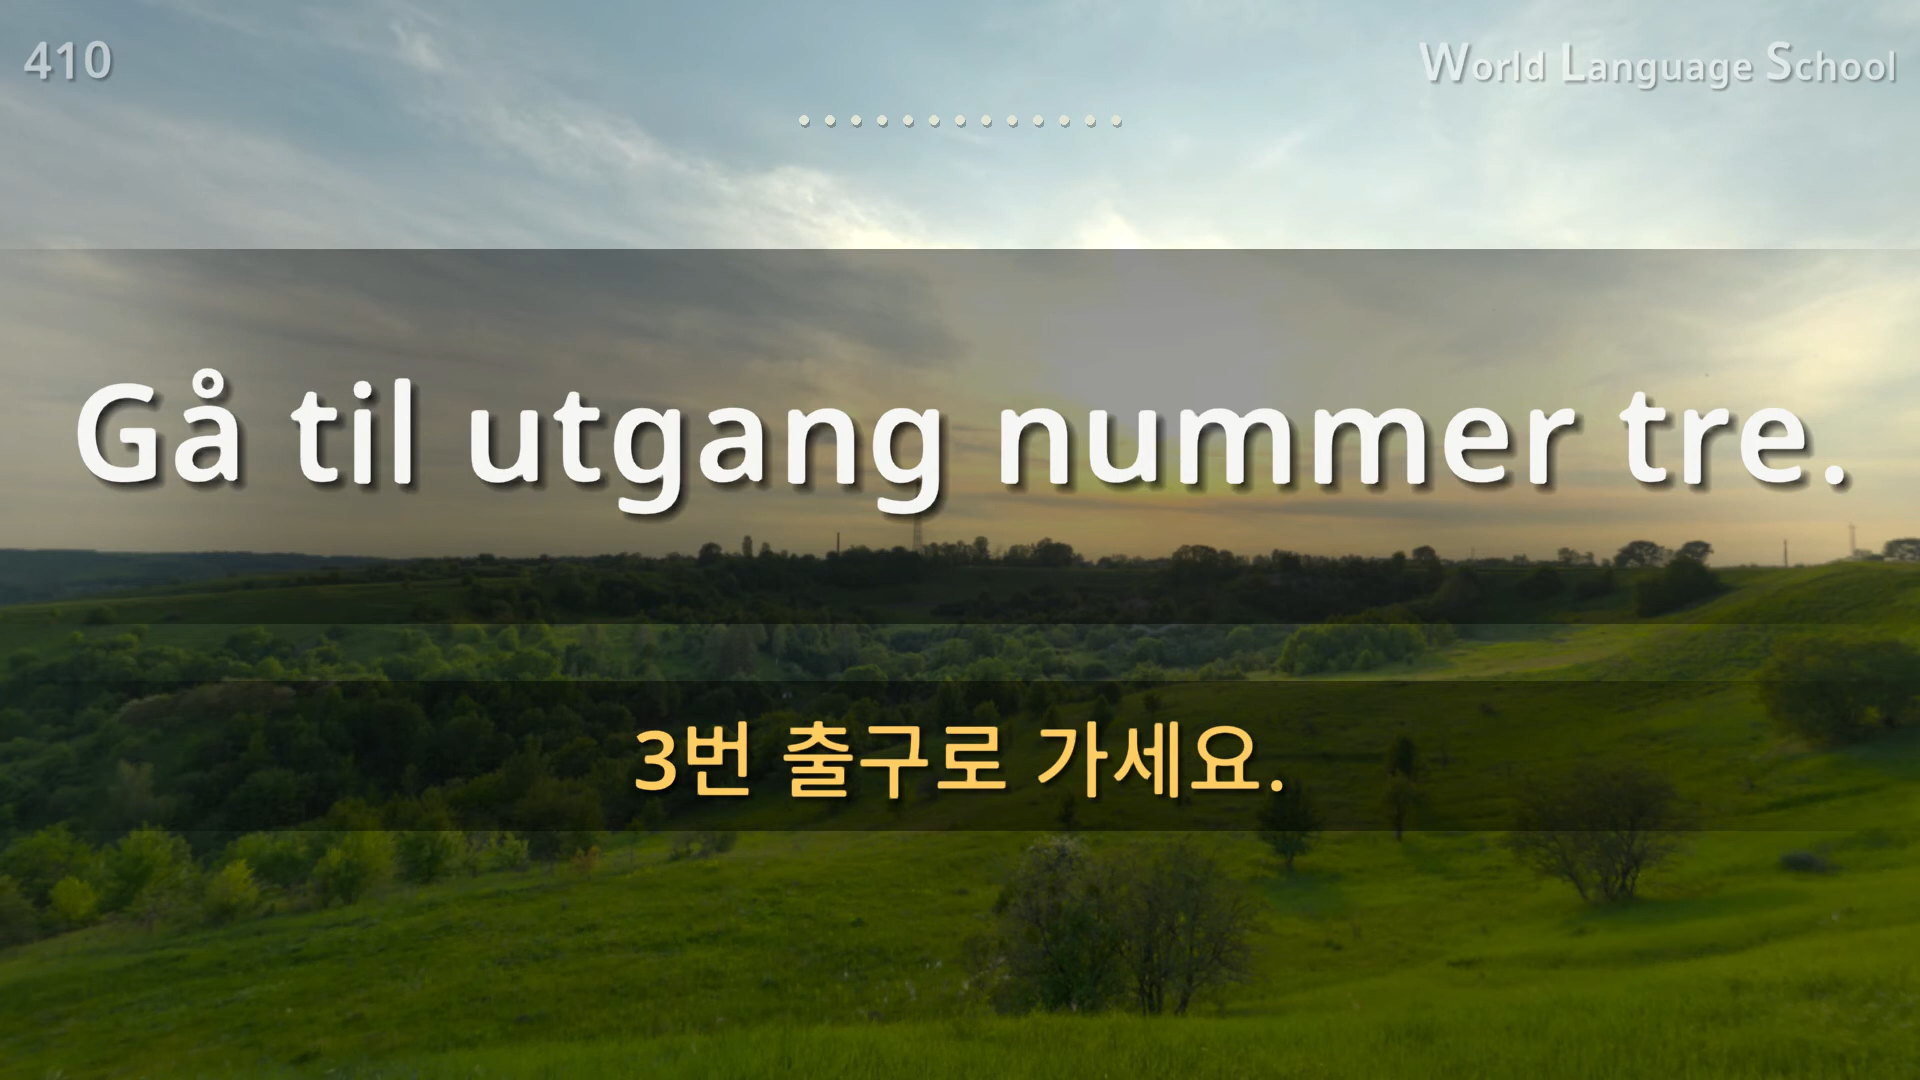 410
World Language School
Gå til utgang nummer tre.
3번 출구로 가세요.